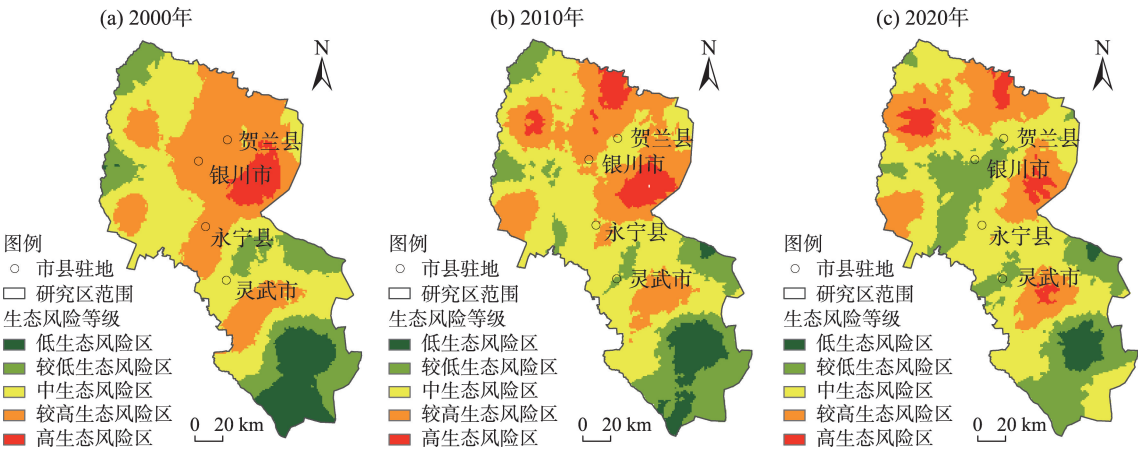 (a) 2000年
N
贺兰县
银川市
永宁县
灵武市
图例
市县驻地
研究区范围
生态风险等级
低生态风险区
较低生态风险区
中生态风险区
较高生态风险区
高生态风险区
0 20 km
(b) 2010年
N
贺兰县
银川市
永宁县
灵武市
图例
市县驻地
研究区范围
生态风险等级
低生态风险区
较低生态风险区
中生态风险区
较高生态风险区
高生态风险区
0 20 km
(c) 2020年
N
贺兰县
银川市
永宁县
灵武市
图例
市县驻地
研究区范围
生态风险等级
低生态风险区
较低生态风险区
中生态风险区
较高生态风险区
高生态风险区
0 20 km